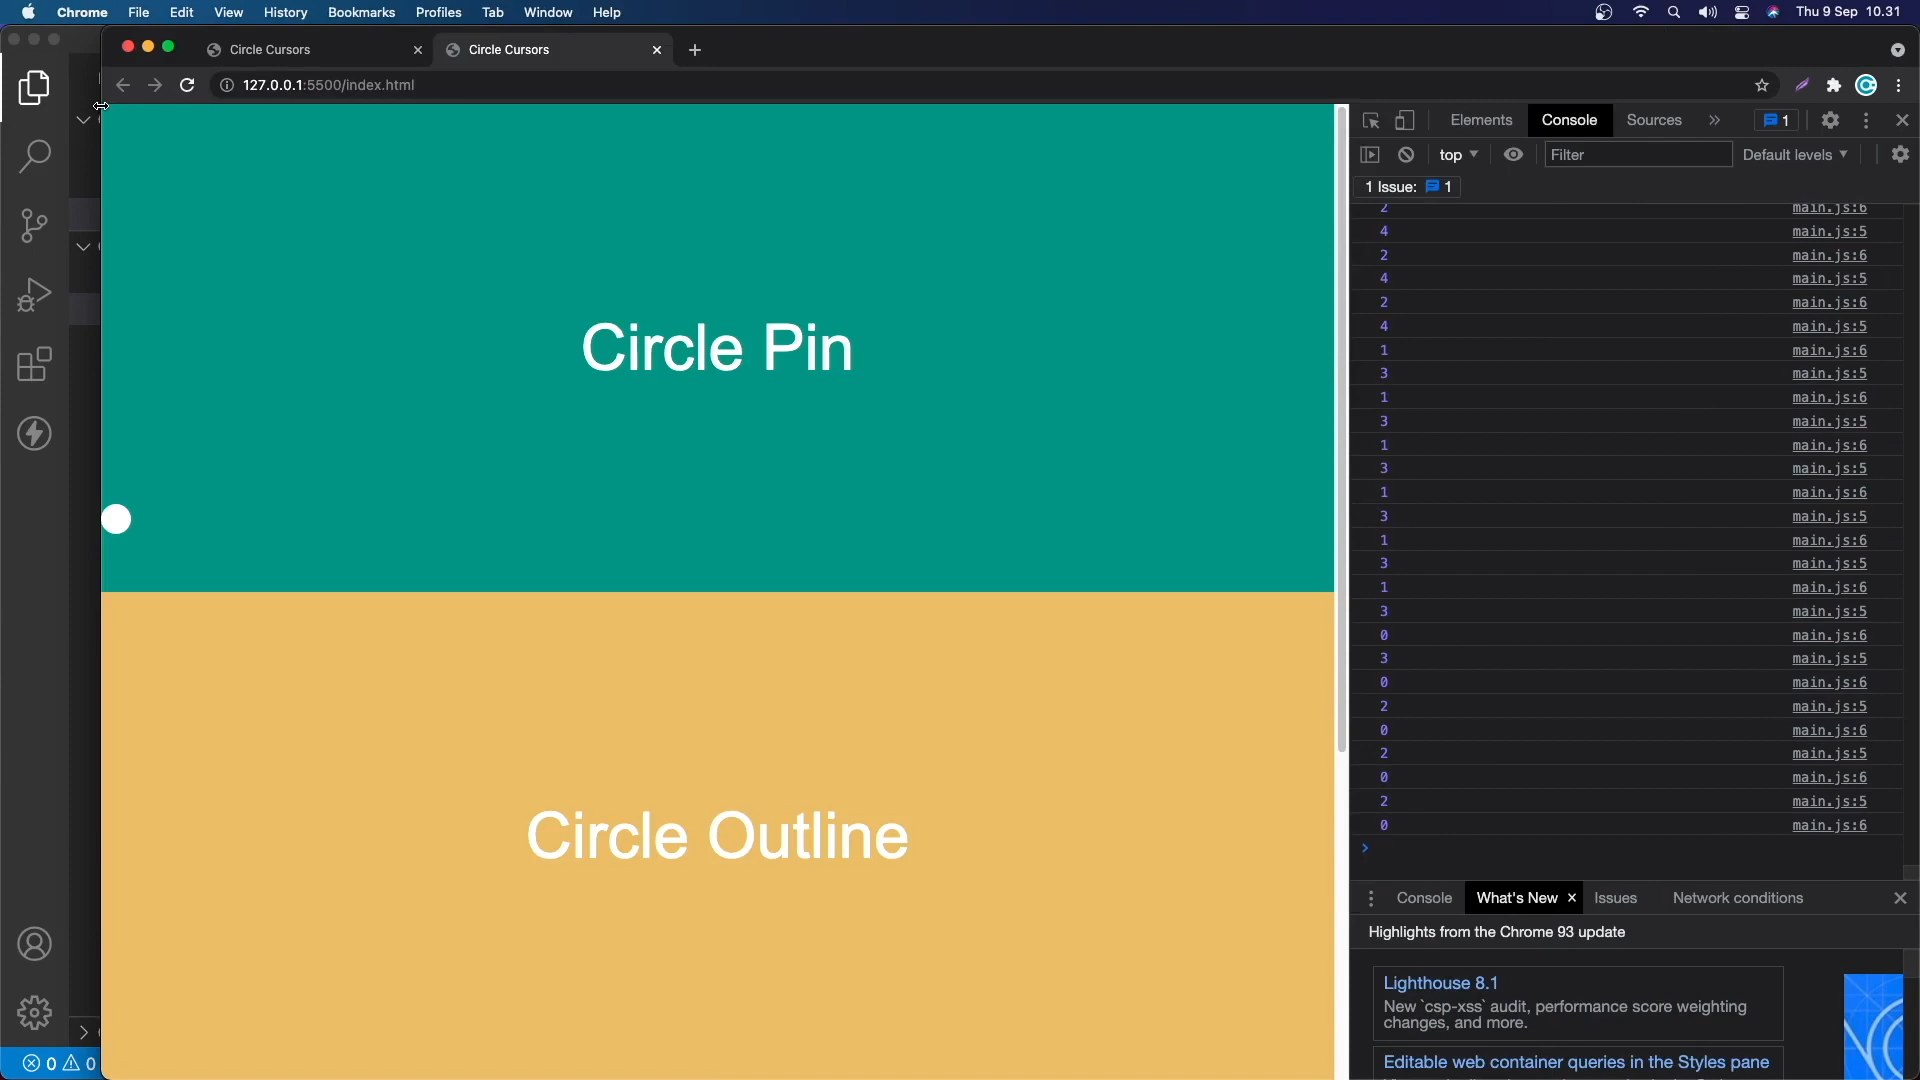 Chrome File Edit View History Bookmarks Profiles Tab Window Help Thu 9 Sep 10.31
Circle Cursors Circle Cursors
127.0.0.1:5500/index.html
Elements Console Sources 1
top Filter Default levels
1 Issue: 1
2 main.js:6
4 main.js:5
2 main.js:6
4 main.js:5
2 main.js:6
4 main.js:5
1 main.js:6
3 main.js:5
1 main.js:6
3 main.js:5
1 main.js:6
3 main.js:5
1 main.js:6
3 main.js:5
1 main.js:6
3 main.js:5
1 main.js:6
3 main.js:5
0 main.js:6
3 main.js:5
0 main.js:6
2 main.js:5
0 main.js:6
2 main.js:5
0 main.js:6
2 main.js:5
0 main.js:6
Circle Pin
Circle Outline
Console What's New Issues Network conditions
Highlights from the Chrome 93 update
Lighthouse 8.1
New `csp-xss` audit, performance score weighting
changes, and more.
Editable web container queries in the Styles pane
0 0